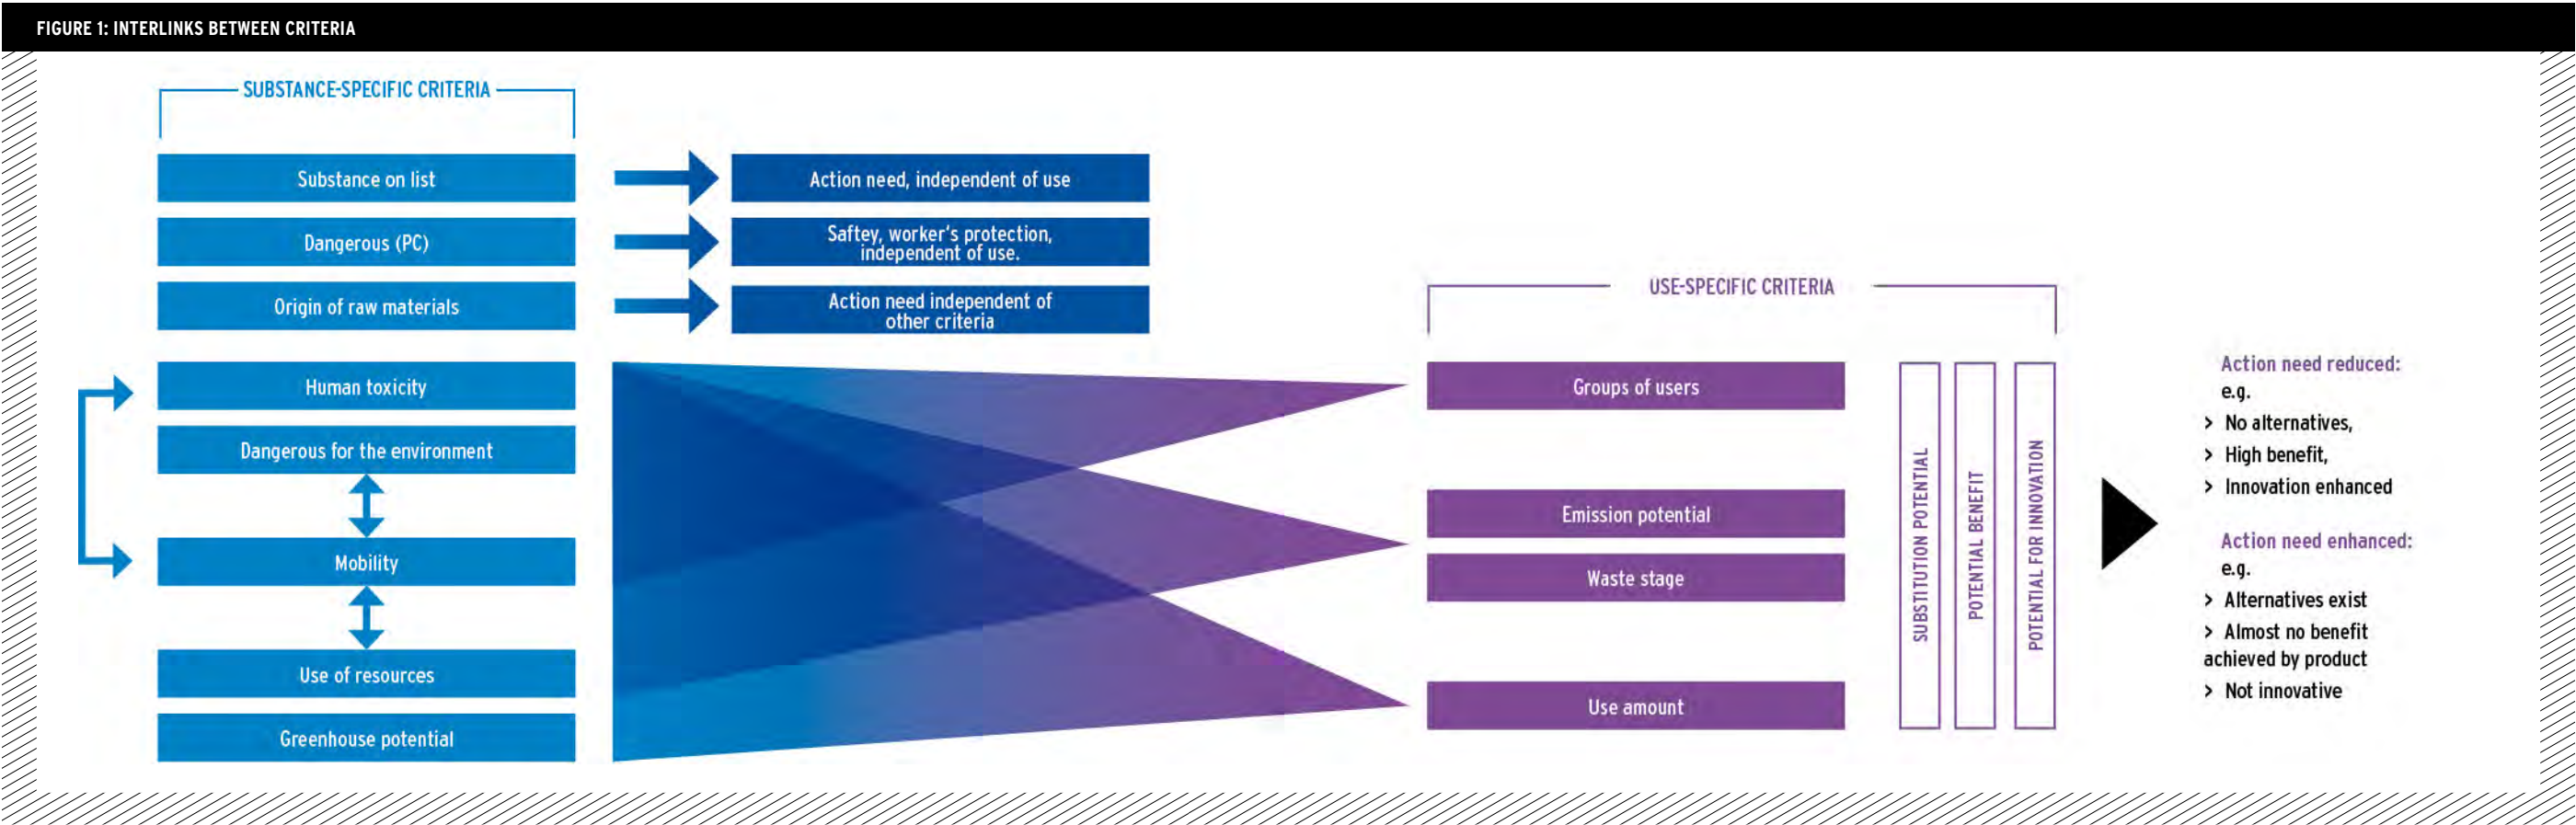 FIGURE 1: INTERLINKS BETWEEN CRITERIA
SUBSTANCE-SPECIFIC CRITERIA
Substance on list
Action need, independent of use
Dangerous (PC)
Saftey, worker's protection,
independent of use.
Origin of raw materials
Action need independent of
other criteria
Human toxicity
Dangerous for the environment
Mobility
Use of resources
Greenhouse potential
USE-SPECIFIC CRITERIA
Groups of users
Emission potential
Waste stage
Use amount
SUBSTITUTION POTENTIAL
POTENTIAL BENEFIT
POTENTIAL FOR INNOVATION
Action need reduced:
e.g.
> No alternatives,
> High benefit,
> Innovation enhanced
Action need enhanced:
e.g.
> Alternatives exist
> Almost no benefit
achieved by product
> Not innovative